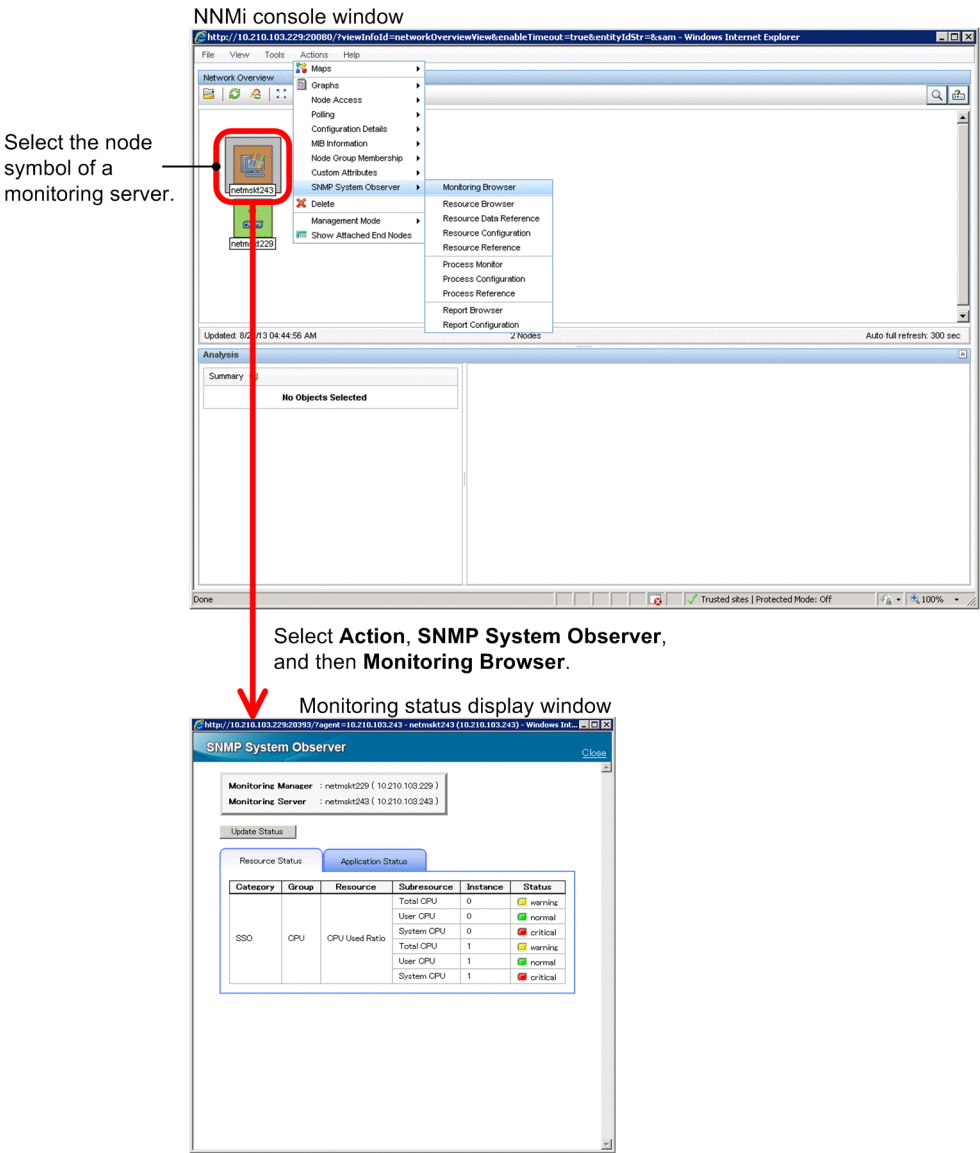 NNMi console window
http://10.210.103.229:20080/?viewInfoId=networkOverviewView&enableTimeout=true&entityIdStr=&sam - Windows Internet Explorer
File View Tools Actions Help
Network Overview
Maps
Graphs
Node Access
Polling
Configuration Details
MIB Information
Node Group Membership
Custom Attributes
SNMP System Observer
Delete
Management Mode
Show Attached End Nodes
Monitoring Browser
Resource Browser
Resource Data Reference
Resource Configuration
Resource Reference
Process Monitor
Process Configuration
Process Reference
Report Browser
Report Configuration
Select the node
symbol of a
monitoring server.
netmskt243
2 Nodes
Auto full refresh: 300 sec
Analysis
Summary
No Objects Selected
Done
Trusted sites | Protected Mode: Off
100%
Select Action, SNMP System Observer,
and then Monitoring Browser.
Monitoring status display window
http://10.210.103.229:20393/?agent=10.210.103.243 - netmskt243 (10.210.103.243) - Windows Int...
SNMP System Observer
Close
Monitoring Manager : netmskt229 ( 10.210.103.229 )
Monitoring Server : netmskt243 ( 10.210.103.243 )
Update Status
Resource Status Application Status
Category Group Resource Subresource Instance Status
SSO CPU CPU Used Ratio
Total CPU 0 warning
User CPU 0 normal
System CPU 0 critical
Total CPU 1 warning
User CPU 1 normal
System CPU 1 critical